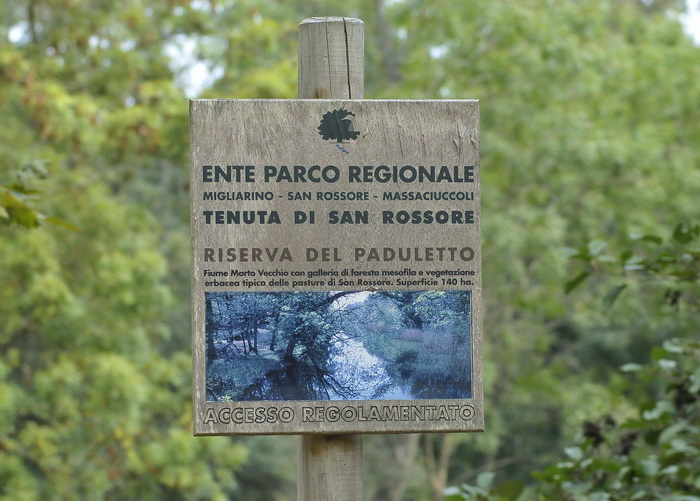 ENTE PARCO REGIONALE
MIGLIARINO - SAN ROSSORE - MASSACIUCCOLI
TENUTA DI SAN ROSSORE
RISERVA DEL PADULETTO
Fiume Morto Vecchio con galleria di foresta mesofila e vegetazione
erbacea tipica delle pasture di San Rossore. Superficie 140 ha.
ACCESSO REGOLAMENTATO